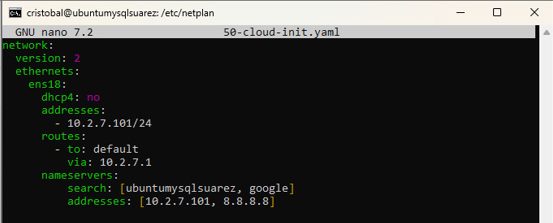 cristobal@ubuntumysqlsuarez: /etc/netplan
GNU nano 7.2 50-cloud-init.yaml
network:
  version: 2
  ethernets:
    ens18:
      dhcp4: no
      addresses:
        - 10.2.7.101/24
      routes:
        - to: default
          via: 10.2.7.1
      nameservers:
          search: [ubuntumysqlsuarez, google]
          addresses: [10.2.7.101, 8.8.8.8]